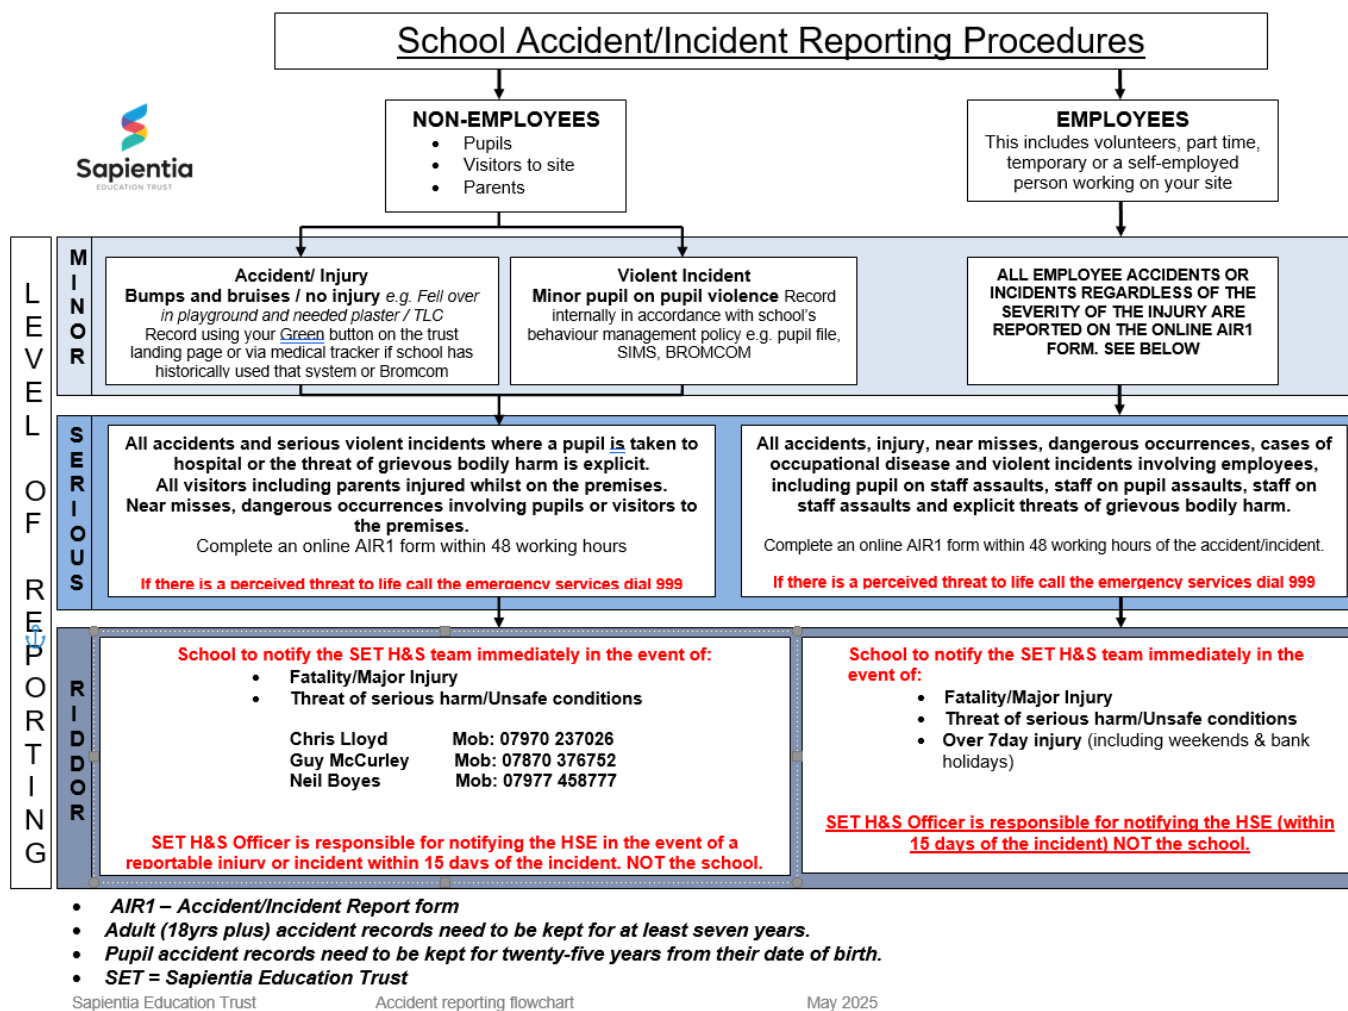 School Accident/Incident Reporting Procedures
Sapientia
EDUCATION TRUST
NON-EMPLOYEES
• Pupils
• Visitors to site
• Parents
EMPLOYEES
This includes volunteers, part time,
temporary or a self-employed
person working on your site
LEVEL OF REPORTING
MINOR
Accident/ Injury
Bumps and bruises / no injury e.g. Fell over
in playground and needed plaster / TLC
Record using your Green button on the trust
landing page or via medical tracker if school has
historically used that system or Bromcom
Violent Incident
Minor pupil on pupil violence Record
internally in accordance with school's
behaviour management policy e.g. pupil file,
SIMS, BROMCOM
ALL EMPLOYEE ACCIDENTS OR
INCIDENTS REGARDLESS OF THE
SEVERITY OF THE INJURY ARE
REPORTED ON THE ONLINE AIR1
FORM. SEE BELOW
SERIOUS
All accidents and serious violent incidents where a pupil is taken to
hospital or the threat of grievous bodily harm is explicit.
All visitors including parents injured whilst on the premises.
Near misses, dangerous occurrences involving pupils or visitors to
the premises.
Complete an online AIR1 form within 48 working hours
If there is a perceived threat to life call the emergency services dial 999
All accidents, injury, near misses, dangerous occurrences, cases of
occupational disease and violent incidents involving employees,
including pupil on staff assaults, staff on pupil assaults, staff on
staff assaults and explicit threats of grievous bodily harm.
Complete an online AIR1 form within 48 working hours of the accident/incident.
If there is a perceived threat to life call the emergency services dial 999
RIDDOR
School to notify the SET H&S team immediately in the event of:
• Fatality/Major Injury
• Threat of serious harm/Unsafe conditions
Chris Lloyd Mob: 07970 237026
Guy McCurley Mob: 07870 376752
Neil Boyes Mob: 07977 458777
SET H&S Officer is responsible for notifying the HSE in the event of a
reportable injury or incident within 15 days of the incident. NOT the school.
School to notify the SET H&S team immediately in the
event of:
• Fatality/Major Injury
• Threat of serious harm/Unsafe conditions
• Over 7day injury (including weekends & bank
holidays)
SET H&S Officer is responsible for notifying the HSE (within
15 days of the incident) NOT the school.
• AIR1 – Accident/Incident Report form
• Adult (18yrs plus) accident records need to be kept for at least seven years.
• Pupil accident records need to be kept for twenty-five years from their date of birth.
• SET = Sapientia Education Trust
Sapientia Education Trust Accident reporting flowchart May 2025